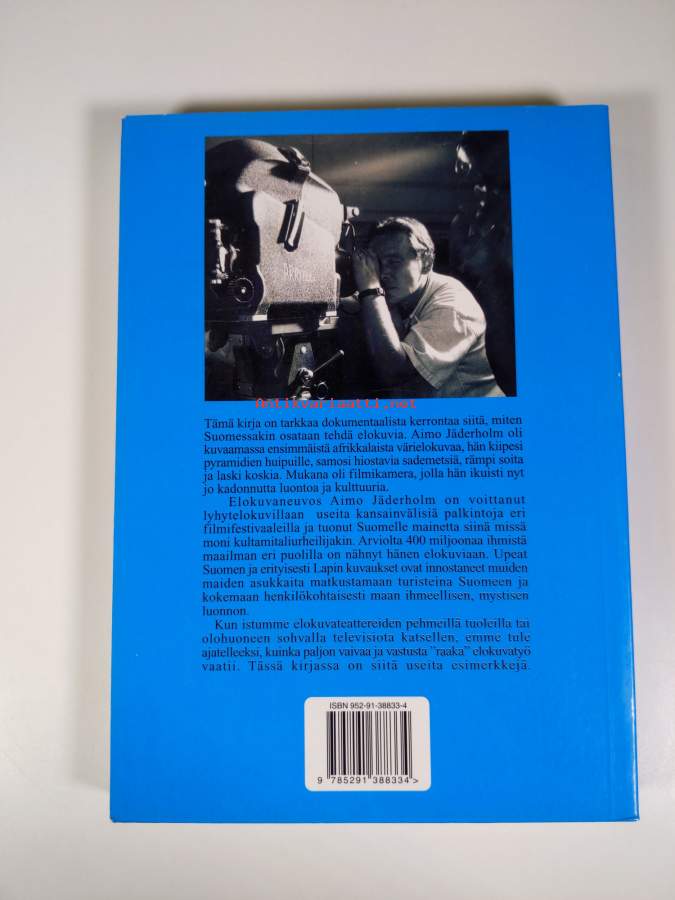 ARRI
Antikvariaatti.net
Tämä kirja on tarkkaa dokumentaalista kerrontaa siitä, miten
Suomessakin osataan tehdä elokuvia. Aimo Jäderholm oli
kuvaamassa ensimmäistä afrikkalaista värielokuvaa, hän kiipesi
pyramidien huipuille, samosi hiostavia sademetsiä, rämpi soita
ja laski koskia. Mukana oli filmikamera, jolla hän ikuisti nyt
jo kadonnutta luontoa ja kulttuuria.
Elokuvaneuvos Aimo Jäderholm on voittanut
lyhytelokuvillaan useita kansainvälisiä palkintoja eri
filmifestivaaleilla ja tuonut Suomelle mainetta siinä missä
moni kultamitaliurheilijakin. Arviolta 400 miljoonaa ihmistä
maailman eri puolilla on nähnyt hänen elokuviaan. Upeat
Suomen ja erityisesti Lapin kuvaukset ovat innostaneet muiden
maiden asukkaita matkustamaan turisteina Suomeen ja
kokemaan henkilökohtaisesti maan ihmeellisen, mystisen
luonnon.
Kun istumme elokuvateattereiden pehmeillä tuoleilla tai
olohuoneen sohvalla televisiota katsellen, emme tule
ajatelleeksi, kuinka paljon vaivaa ja vastusta ”raaka” elokuvatyö
vaatii. Tässä kirjassa on siitä useita esimerkkejä.
ISBN 952-91-38833-4
9 785291 388334 >